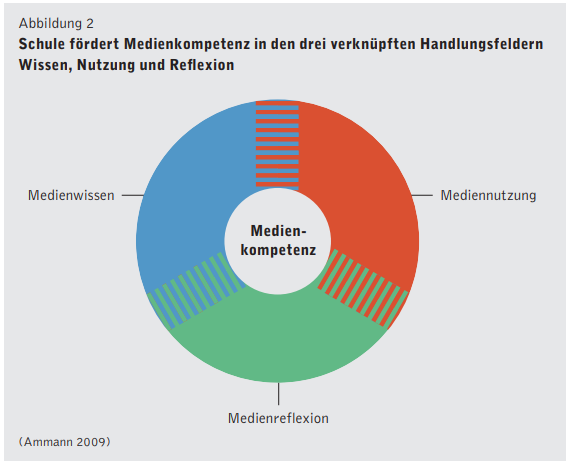 Abbildung 2
Schule fördert Medienkompetenz in den drei verknüpften Handlungsfeldern
Wissen, Nutzung und Reflexion
Medienwissen
Medien-
kompetenz
Mediennutzung
Medienreflexion
(Ammann 2009)